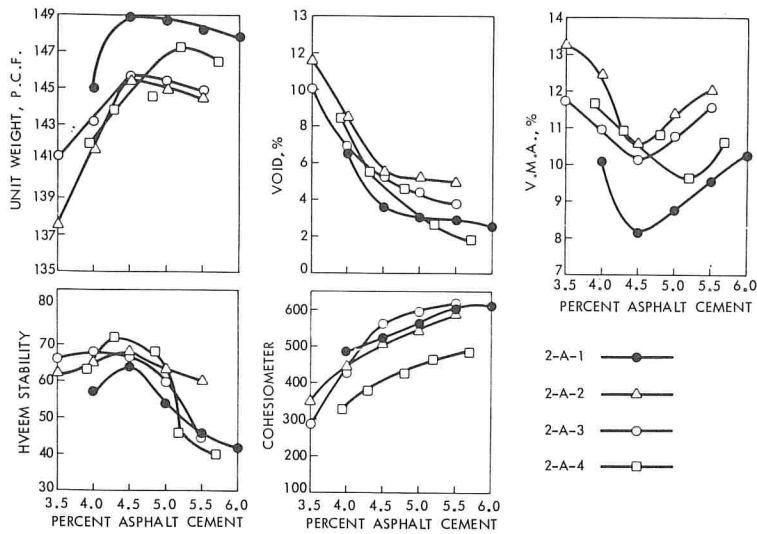 UNIT WEIGHT, P.C.F.
149
147
145
143
141
139
137
135
VOID, %
12
10
8
6
4
2
0
V.M.A., %
14
13
12
11
10
9
8
7
3.5 4.0 4.5 5.0 5.5 6.0
PERCENT ASPHALT CEMENT
HVEEM STABILITY
80
70
60
50
40
30
3.5 4.0 4.5 5.0 5.5 6.0
PERCENT ASPHALT CEMENT
COHESIOMETER
600
500
400
300
200
100
3.5 4.0 4.5 5.0 5.5 6.0
PERCENT ASPHALT CEMENT
2-A-1
2-A-2
2-A-3
2-A-4